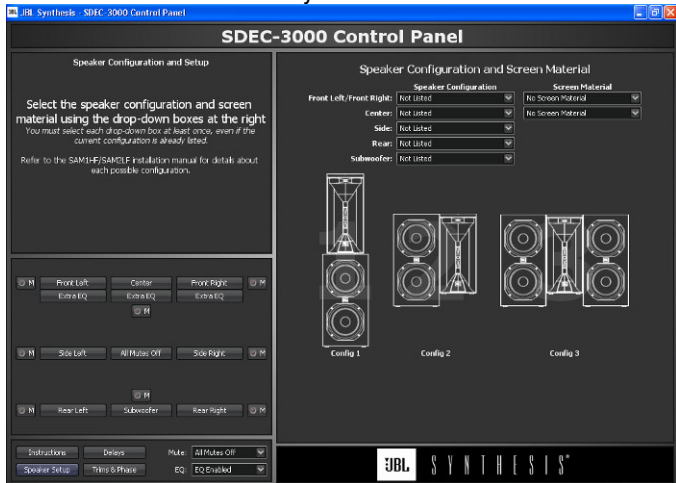 JBL Synthesis - SDEC-3000 Control Panel
SDEC-3000 Control Panel
Speaker Configuration and Setup
Select the speaker configuration and screen
material using the drop-down boxes at the right
You must select each drop-down box at least once, even if the
current configuration is already listed.
Refer to the SAM1HF/SAM2LF installation manual for details about
each possible configuration.
Speaker Configuration and Screen Material
Speaker Configuration Screen Material
Front Left/Front Right: Not Listed No Screen Material
Center: Not Listed No Screen Material
Side: Not Listed
Rear: Not Listed
Subwoofer: Not Listed
1 2 3
Config 1 Config 2 Config 3
M Front Left Center Front Right M
Extra EQ Extra EQ Extra EQ
M
M Side Left All Mutes Off Side Right M
M
M Rear Left Subwoofer Rear Right M
Instructions Delays Mute: All Mutes Off
Speaker Setup Trims & Phase EQ: EQ Enabled
JBL SYNTHESIS®